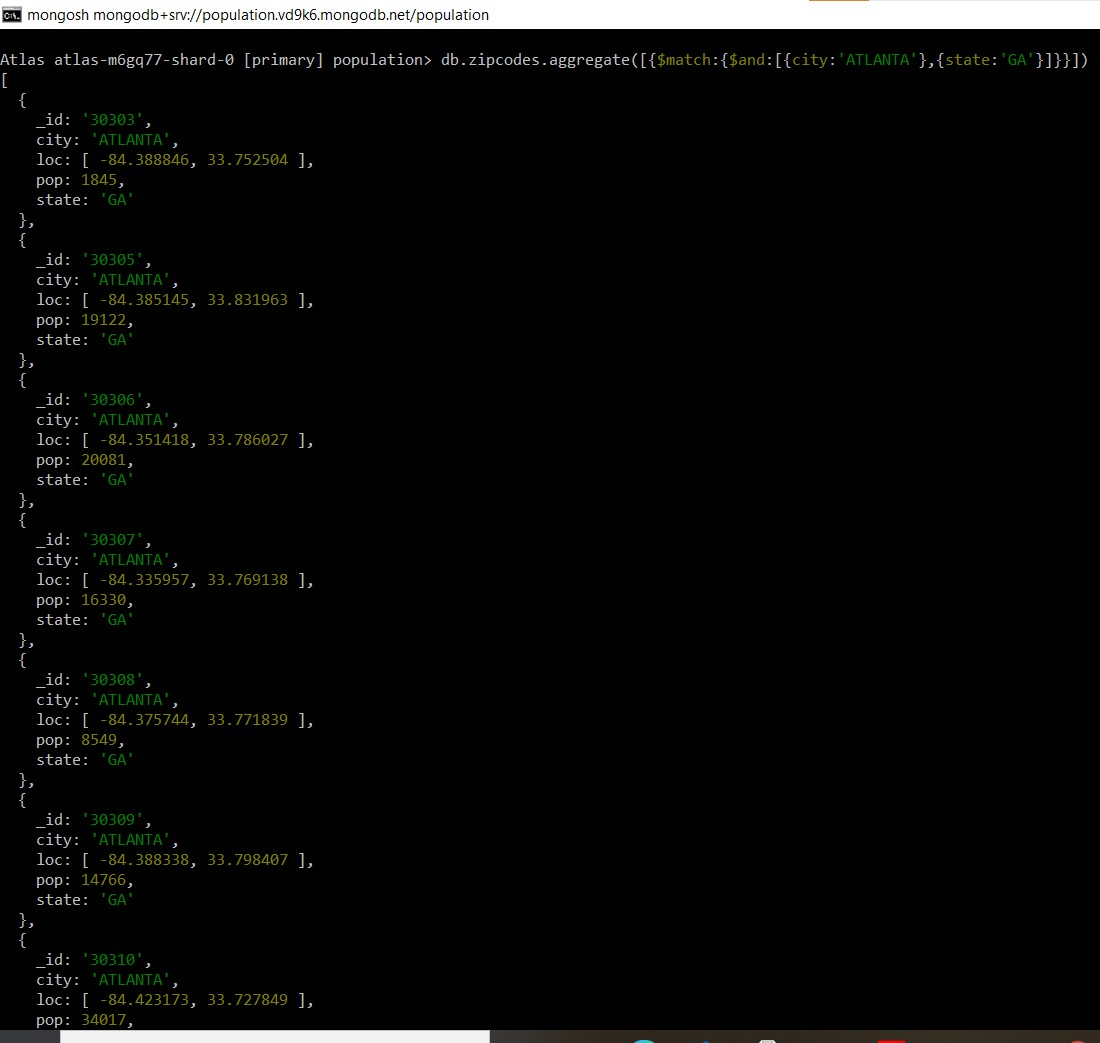 mongosh mongodb+srv://population.vd9k6.mongodb.net/population
Atlas atlas-m6gq77-shard-0 [primary] population> db.zipcodes.aggregate([{$match:{$and:[{city:'ATLANTA'},{state:'GA'}]}}])
[
  {
    _id: '30303',
    city: 'ATLANTA',
    loc: [ -84.388846, 33.752504 ],
    pop: 1845,
    state: 'GA'
  },
  {
    _id: '30305',
    city: 'ATLANTA',
    loc: [ -84.385145, 33.831963 ],
    pop: 19122,
    state: 'GA'
  },
  {
    _id: '30306',
    city: 'ATLANTA',
    loc: [ -84.351418, 33.786027 ],
    pop: 20081,
    state: 'GA'
  },
  {
    _id: '30307',
    city: 'ATLANTA',
    loc: [ -84.335957, 33.769138 ],
    pop: 16330,
    state: 'GA'
  },
  {
    _id: '30308',
    city: 'ATLANTA',
    loc: [ -84.375744, 33.771839 ],
    pop: 8549,
    state: 'GA'
  },
  {
    _id: '30309',
    city: 'ATLANTA',
    loc: [ -84.388338, 33.798407 ],
    pop: 14766,
    state: 'GA'
  },
  {
    _id: '30310',
    city: 'ATLANTA',
    loc: [ -84.423173, 33.727849 ],
    pop: 34017,